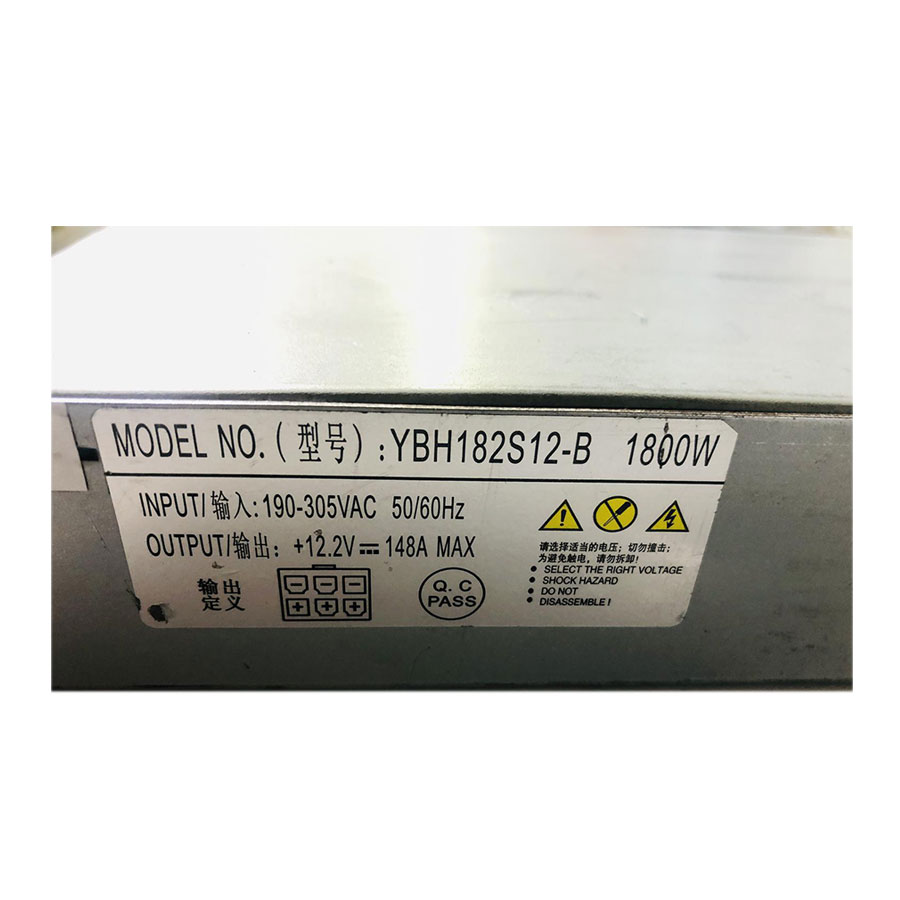 MODEL NO.(型号):YBH182S12-B 1800W
INPUT/输入:190-305VAC 50/60Hz
OUTPUT/输出: +12.2V⎓148A MAX
输出
定义
Q.C
PASS
请选择适当的电压;切勿撞击;
为避免触电,请勿拆卸!
• SELECT THE RIGHT VOLTAGE
• SHOCK HAZARD
• DO NOT
• DISASSEMBLE!